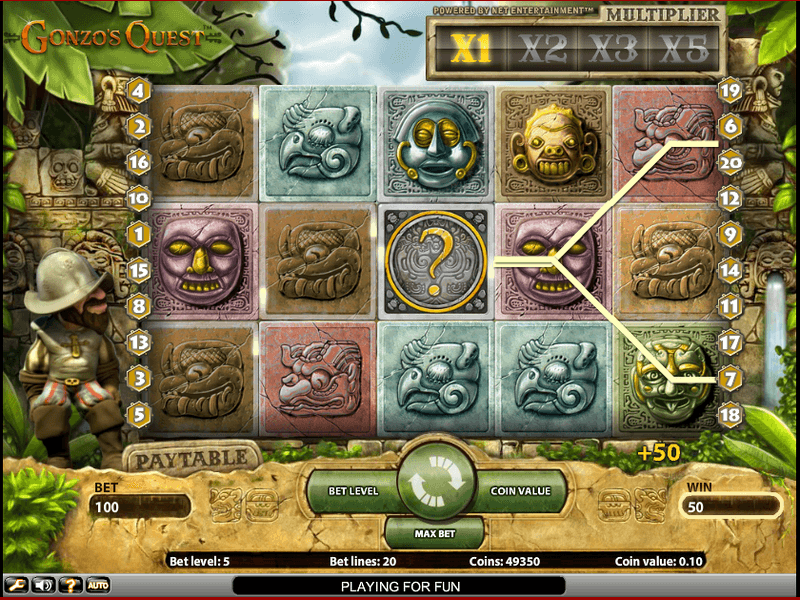 POWERED BY NET ENTERTAINMENT™
MULTIPLIER
GONZO'S QUEST™
X1 X2 X3 X5
4 19
2 6
16 20
10 12
1 9
?
15 14
8 11
13 17
3 7
5 18
+50
PAYTABLE
BET
100
BET LEVEL
COIN VALUE
WIN
50
MAX BET
Bet level: 5 Bet lines: 20 Coins: 49350 Coin value: 0.10
? AUTO
PLAYING FOR FUN